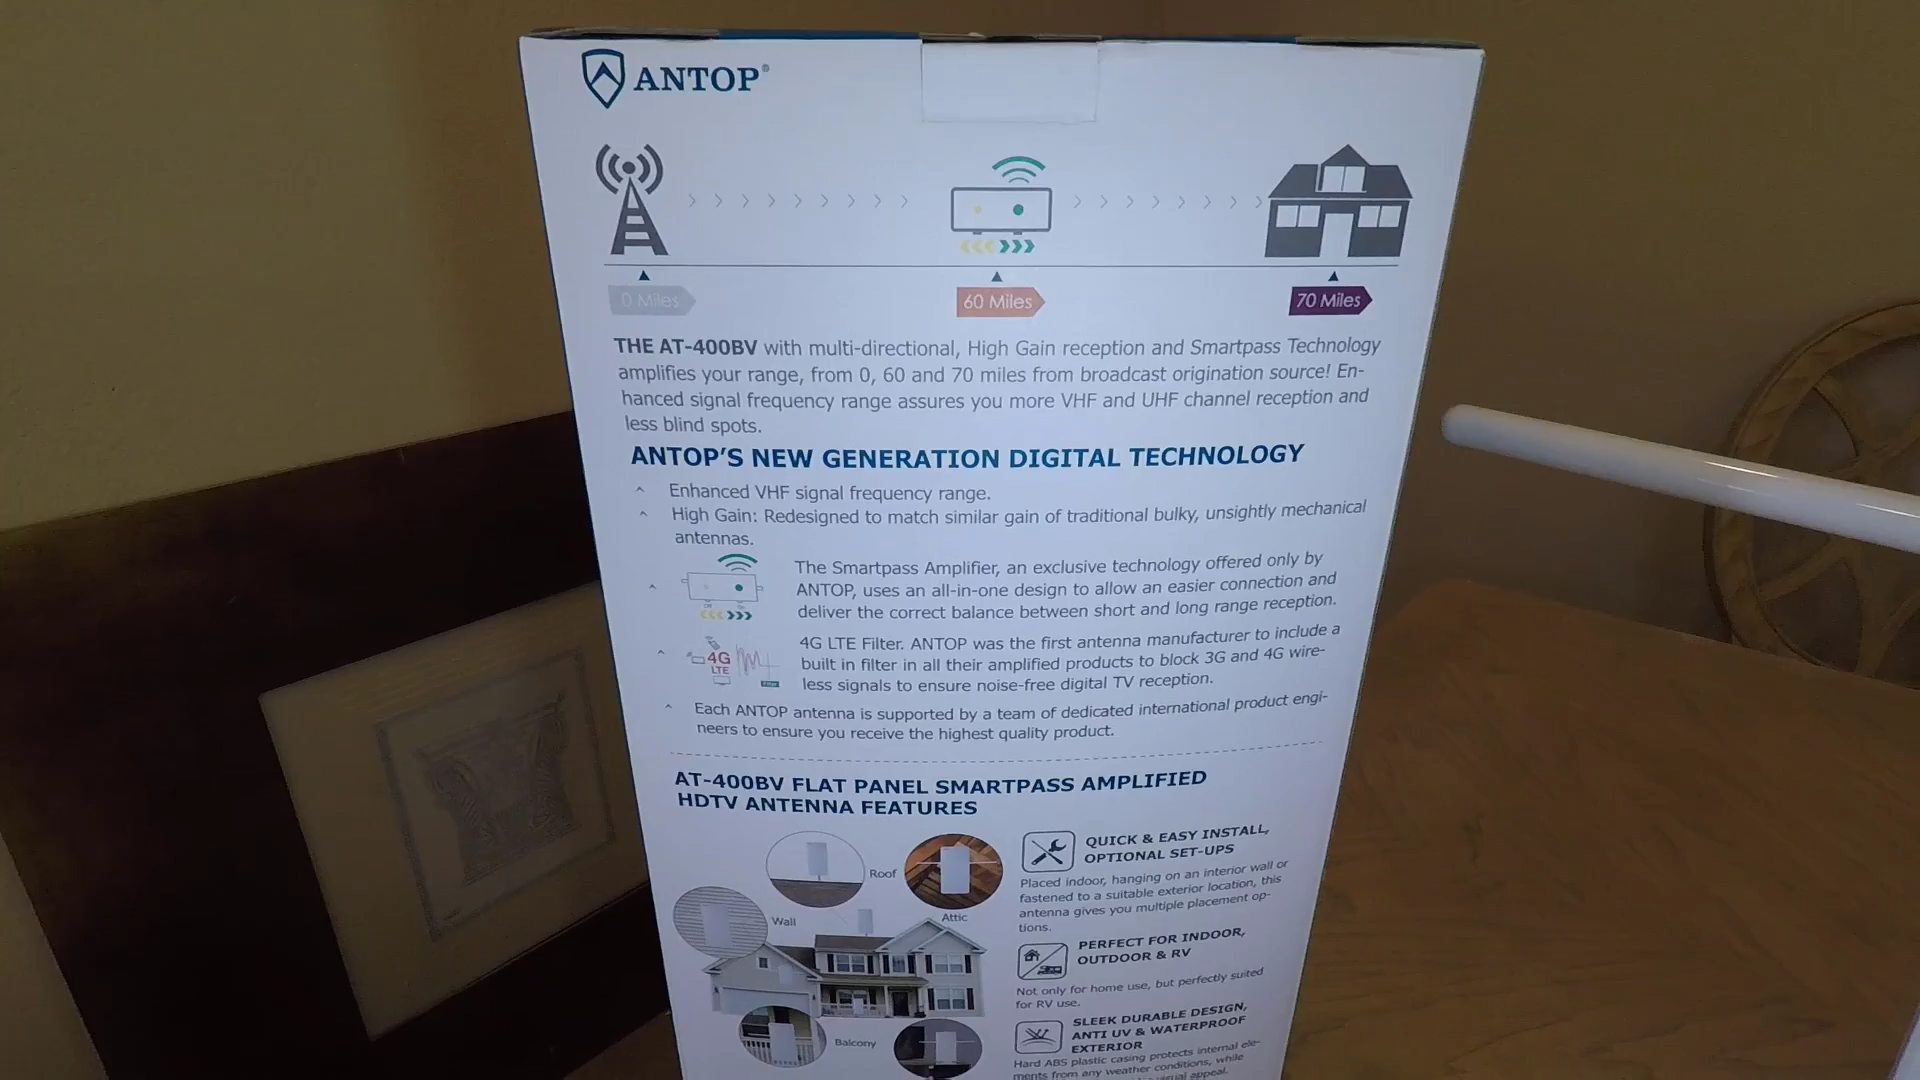 ANTOP®
0 Miles
60 Miles
70 Miles
THE AT-400BV with multi-directional, High Gain reception and Smartpass Technology
amplifies your range, from 0, 60 and 70 miles from broadcast origination source! En-
hanced signal frequency range assures you more VHF and UHF channel reception and
less blind spots.
ANTOP'S NEW GENERATION DIGITAL TECHNOLOGY
Enhanced VHF signal frequency range.
High Gain: Redesigned to match similar gain of traditional bulky, unsightly mechanical
antennas.
The Smartpass Amplifier, an exclusive technology offered only by
ANTOP, uses an all-in-one design to allow an easier connection and
deliver the correct balance between short and long range reception.
4G
LTE
4G LTE Filter. ANTOP was the first antenna manufacturer to include a
built in filter in all their amplified products to block 3G and 4G wire-
less signals to ensure noise-free digital TV reception.
Each ANTOP antenna is supported by a team of dedicated international product engi-
neers to ensure you receive the highest quality product.
AT-400BV FLAT PANEL SMARTPASS AMPLIFIED
HDTV ANTENNA FEATURES
Roof
Attic
Wall
Balcony
QUICK & EASY INSTALL,
OPTIONAL SET-UPS
Placed indoor, hanging on an interior wall or
fastened to a suitable exterior location, this
antenna gives you multiple placement op-
tions.
PERFECT FOR INDOOR,
OUTDOOR & RV
Not only for home use, but perfectly suited
for RV use.
SLEEK DURABLE DESIGN,
ANTI UV & WATERPROOF
EXTERIOR
Hard ABS plastic casing protects internal ele-
ments from any weather conditions, while
visual appeal.